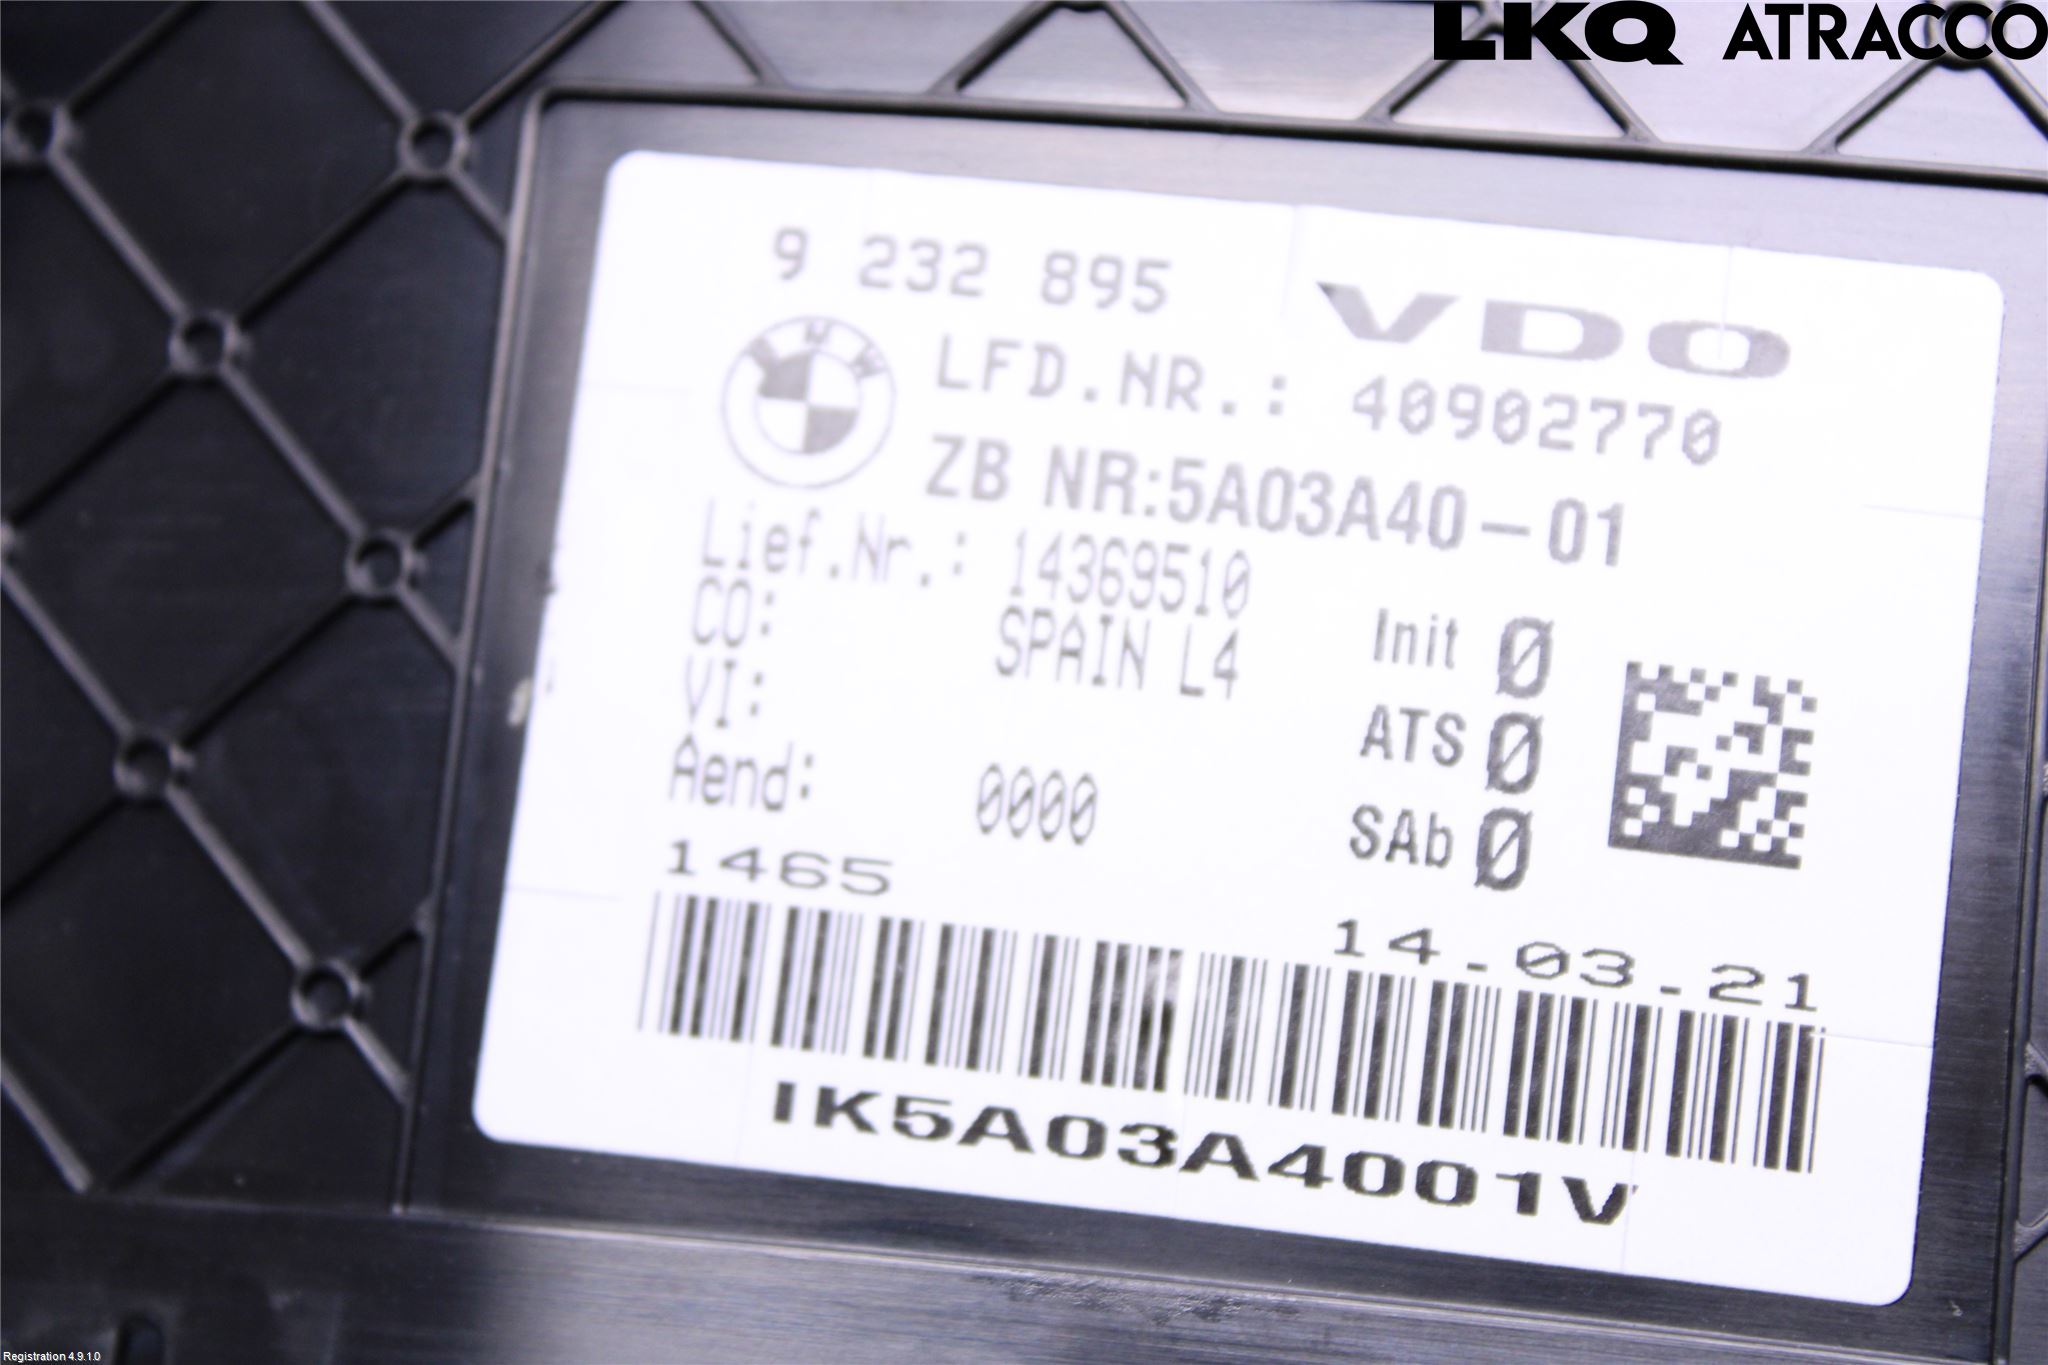 LKQ ATRACCO
9 232 895
VDO
BMW
LFD.NR.: 40902770
ZB NR:5A03A40-01
Lief.Nr.: 14369510
CO: SPAIN L4
VI:
Aend: 0000
Init 0
ATS 0
SAb 0
1465
14.03.21
IK5A03A4001V
Registration 4.9.1.0